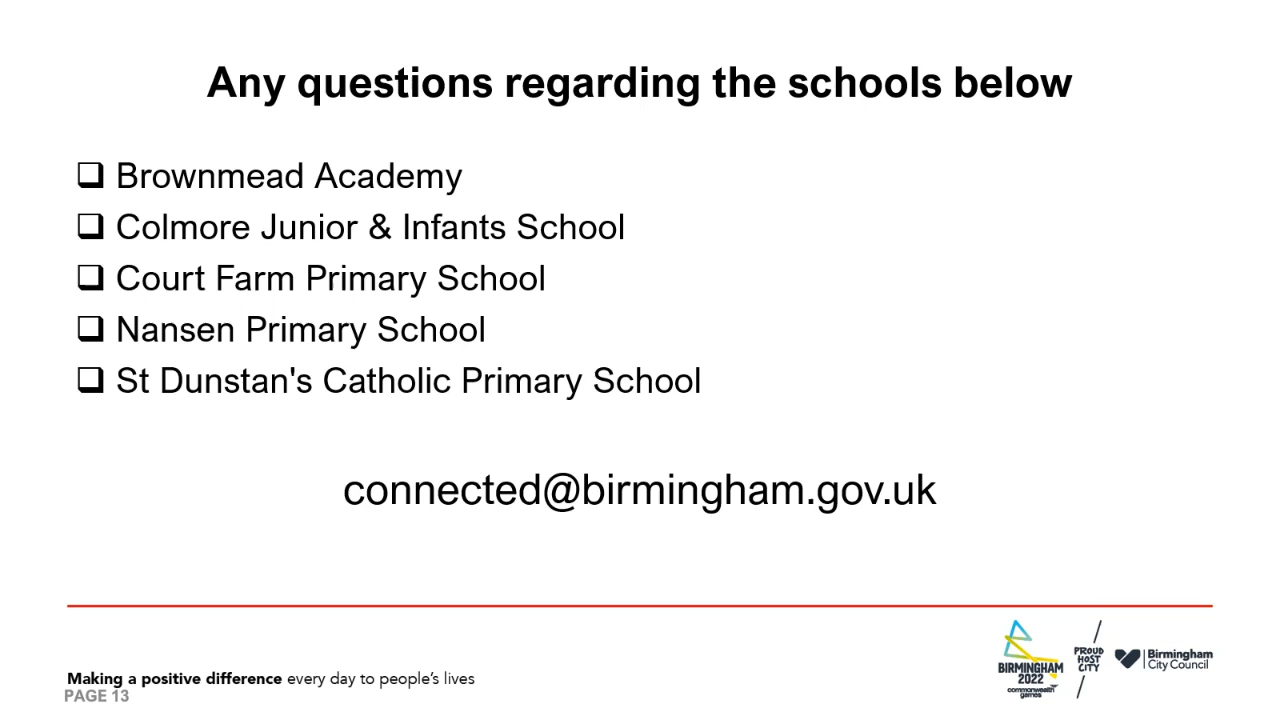 Any questions regarding the schools below
❑ Brownmead Academy
❑ Colmore Junior & Infants School
❑ Court Farm Primary School
❑ Nansen Primary School
❑ St Dunstan's Catholic Primary School
connected@birmingham.gov.uk
Making a positive difference every day to people's lives
PAGE 13
BIRMINGHAM
2022
commonwealth
games
PROUD
HOST
CITY
Birmingham
City Council